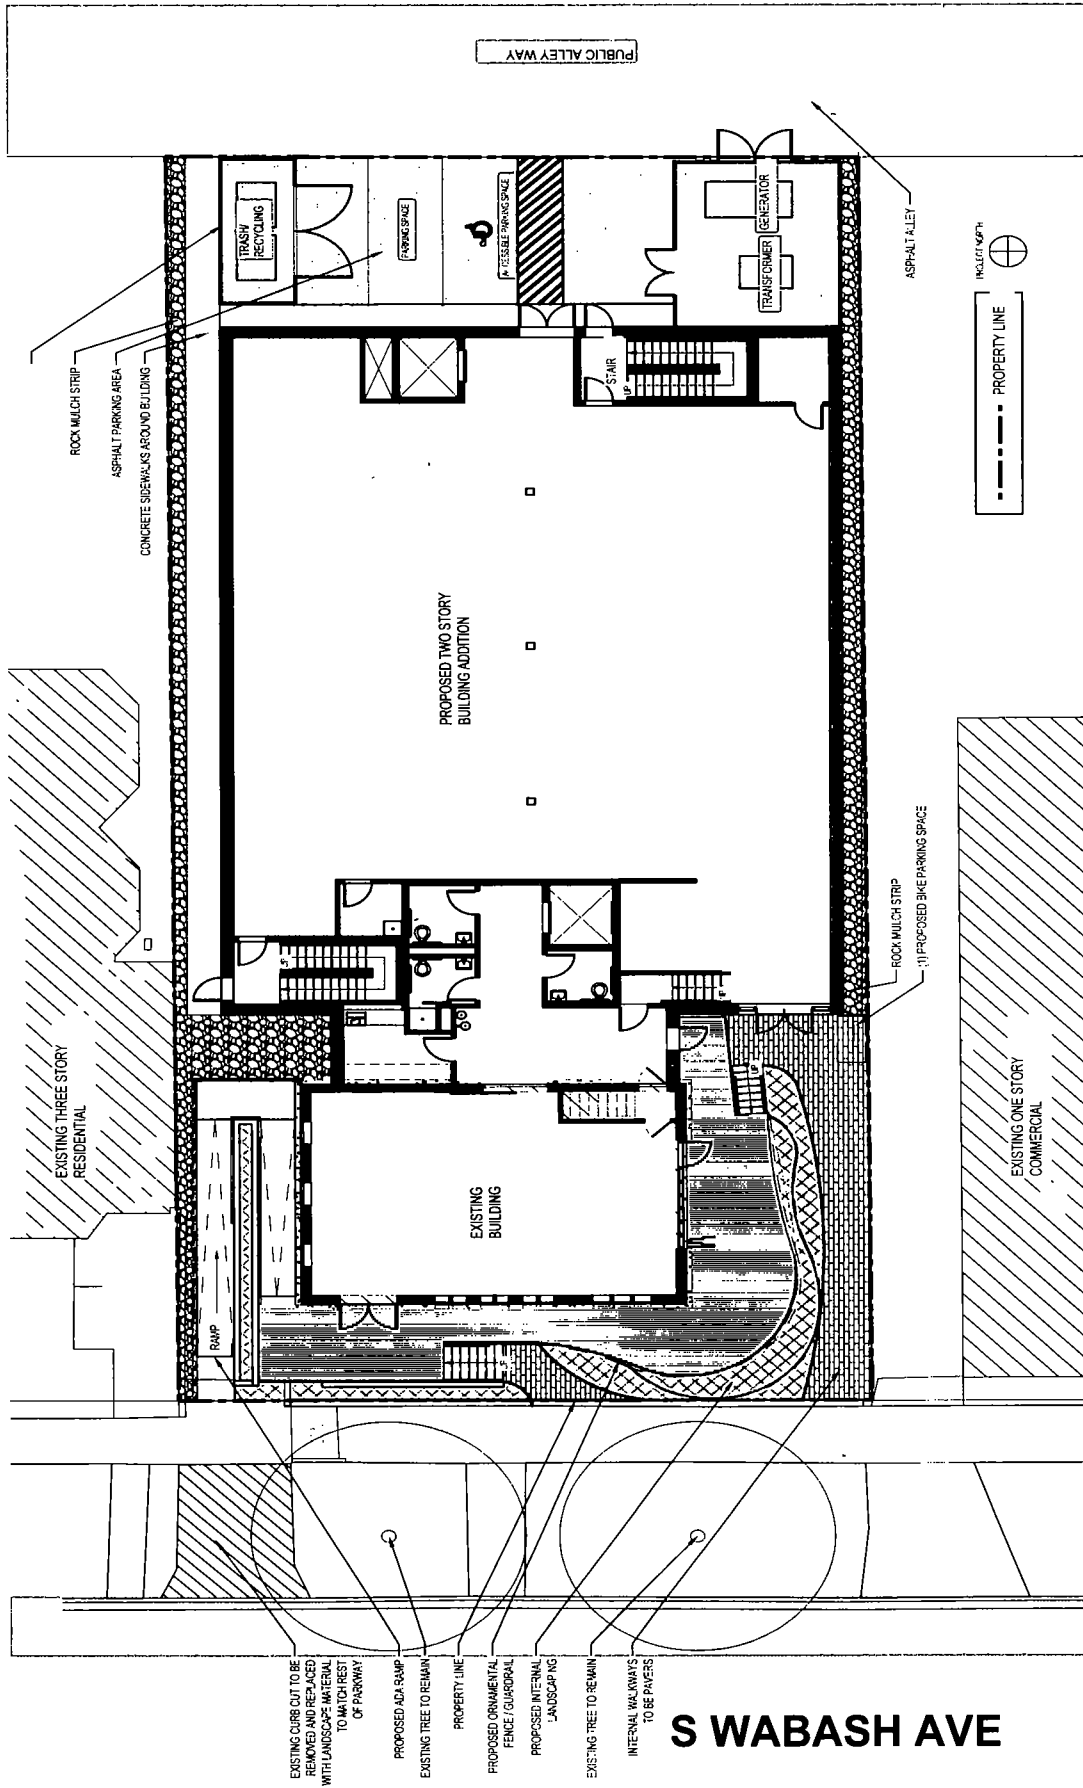 PUBLIC ALLEY WAY
TRASH/
RECYCLING
PARKING SPACE
ACCESSIBLE PARKING SPACE
GENERATOR
TRANSFORMER
ASPHALT ALLEY
PROJECT NORTH
PROPERTY LINE
ROCK MULCH STRIP
ASPHALT PARKING AREA
CONCRETE SIDEWALKS AROUND BUILDING
STAIR
UP
PROPOSED TWO STORY
BUILDING ADDITION
UP
UP
UP
ROCK MULCH STRIP
(1) PROPOSED BIKE PARKING SPACE
EXISTING THREE STORY
RESIDENTIAL
EXISTING
BUILDING
EXISTING ONE STORY
COMMERCIAL
RAMP
EXISTING CURB CUT TO BE
REMOVED AND REPLACED
WITH LANDSCAPE MATERIAL
TO MATCH REST
OF PARKWAY
PROPOSED ADA RAMP
EXISTING TREE TO REMAIN
PROPERTY LINE
PROPOSED ORNAMENTAL
FENCE / GUARDRAIL
PROPOSED INTERNAL
LANDSCAPING
EXISTING TREE TO REMAIN
INTERNAL WALKWAYS
TO BE PAVERS
S WABASH AVE